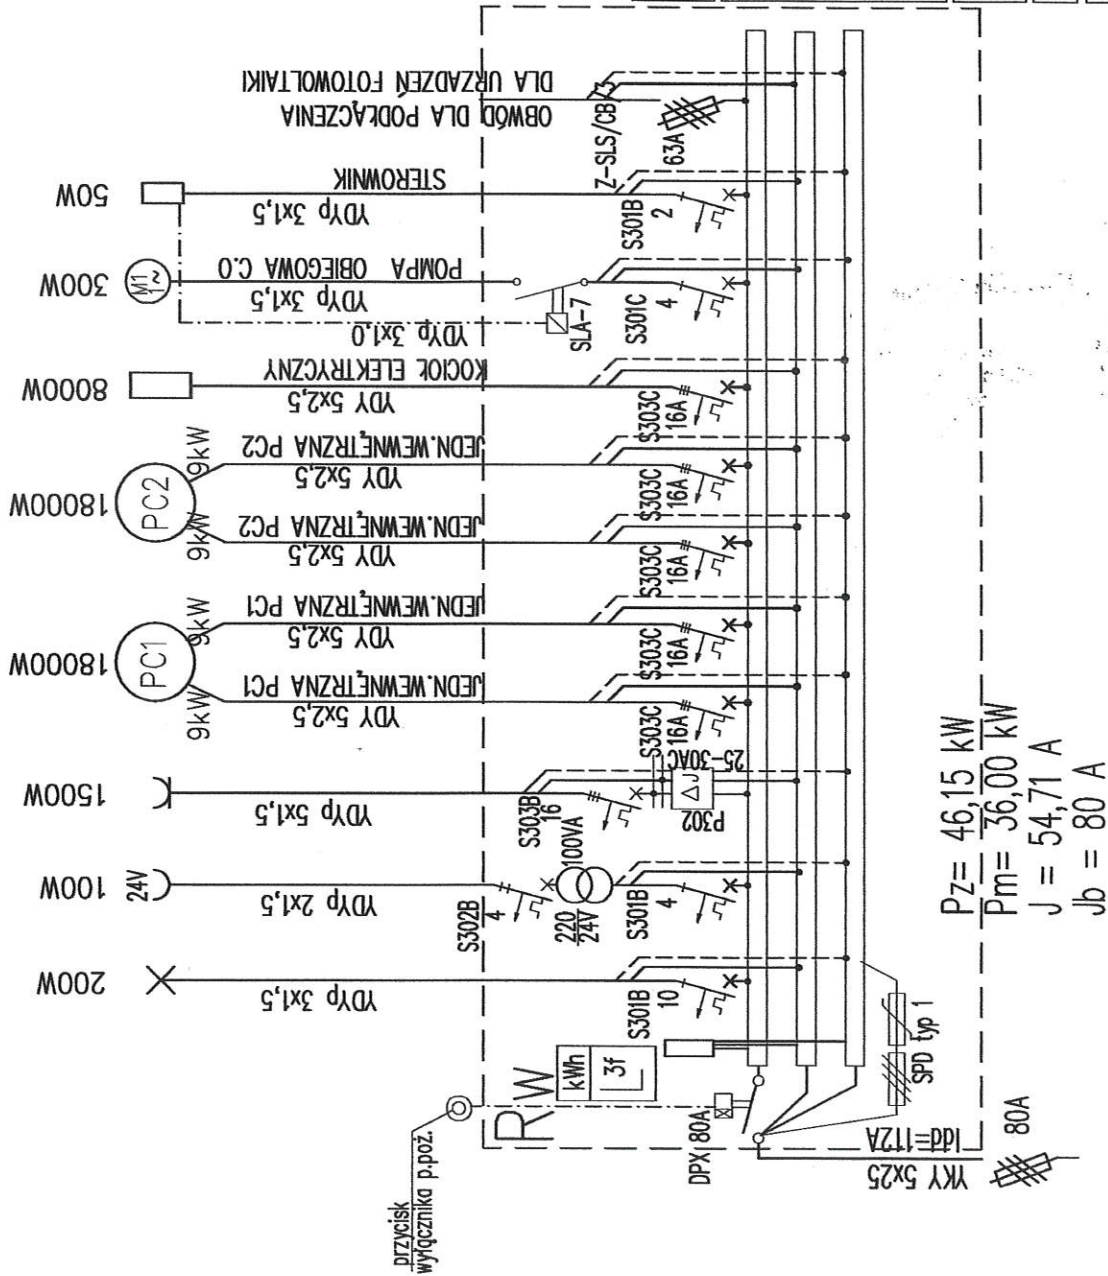 przycisk
wyłącznika p.poż.
RW
kWh
3f
DPX 80A
YKY 5x25
Idd=112A
80A
SPD typ 1
200W
YDYp 3x1,5
S301B
10
100W
24V
YDYp 2x1,5
S302B
4
220
24V
100VA
S301B
4
1500W
YDYp 5x1,5
S303B
16
P302
ΔJ
25-30AC
18000W
PC1
9kW
9kW
JEDN.WEWNĘTRZNA PC1
YDY 5x2,5
S303C
16A
JEDN.WEWNĘTRZNA PC1
YDY 5x2,5
S303C
16A
18000W
PC2
9kW
9kW
JEDN.WEWNĘTRZNA PC2
YDY 5x2,5
S303C
16A
JEDN.WEWNĘTRZNA PC2
YDY 5x2,5
S303C
16A
8000W
KOCIOŁ ELEKTRYCZNY
YDY 5x2,5
S303C
16A
300W
M1
1~
POMPA OBIEGOWA C.O
YDYp 3x1,5
YDYp 3x1.0
SLA-7
S301C
4
50W
STEROWNIK
YDYp 3x1,5
S301B
2
OBWÓD DLA PODŁĄCZENIA
DLA URZADZEŃ FOTOWOLTAIKI
Z-SLS/CB
63A
Pz= 46,15 kW
Pm= 36,00 kW
J = 54,71 A
Jb = 80 A